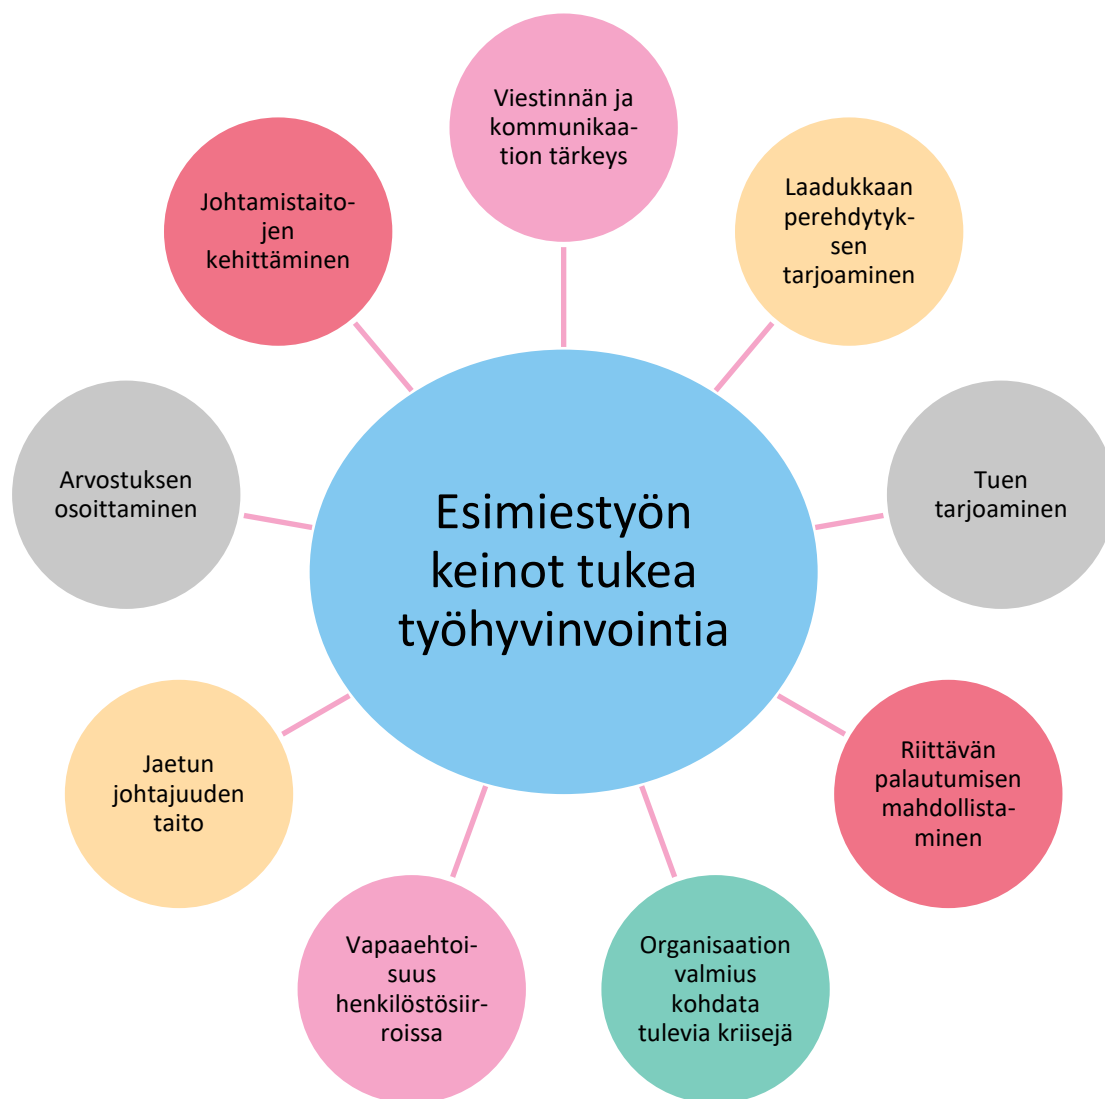 Viestinnän ja
kommunikaa-
tion tärkeys
Laadukkaan
perehdytyk-
sen
tarjoaminen
Tuen
tarjoaminen
Riittävän
palautumisen
mahdollista-
minen
Organisaation
valmius
kohdata
tulevia kriisejä
Vapaaehtoi-
suus
henkilöstösiir-
roissa
Jaetun
johtajuuden
taito
Arvostuksen
osoittaminen
Johtamistaito-
jen
kehittäminen
Esimiestyön
keinot tukea
työhyvinvointia